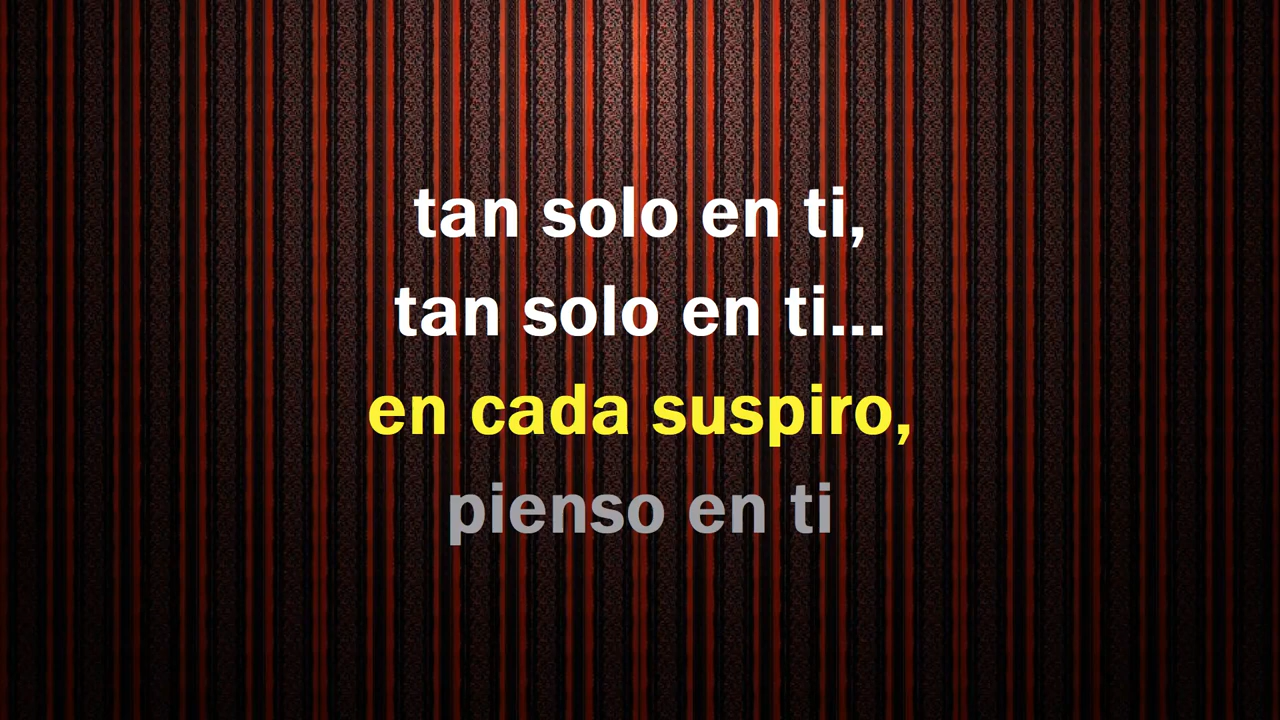 tan solo en ti,
tan solo en ti...
en cada suspiro,
pienso en ti